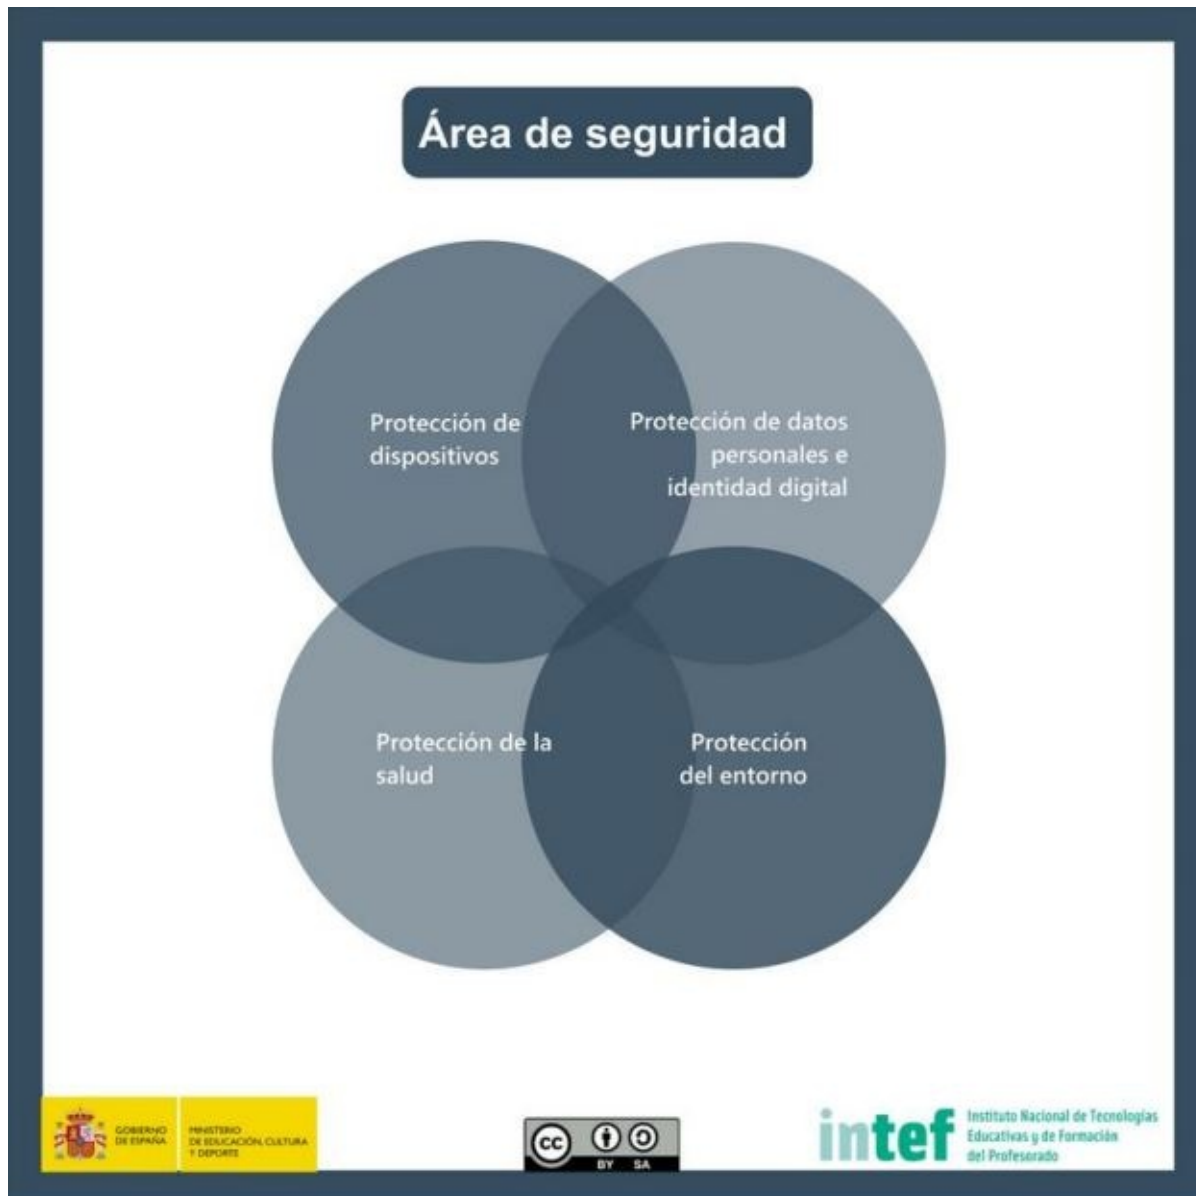 Área de seguridad
Protección de
dispositivos
Protección de datos
personales e
identidad digital
Protección de la
salud
Protección
del entorno
GOBIERNO
DE ESPAÑA
MINISTERIO
DE EDUCACIÓN, CULTURA
Y DEPORTE
cc
BY SA
intef
Instituto Nacional de Tecnologías
Educativas y de Formación
del Profesorado